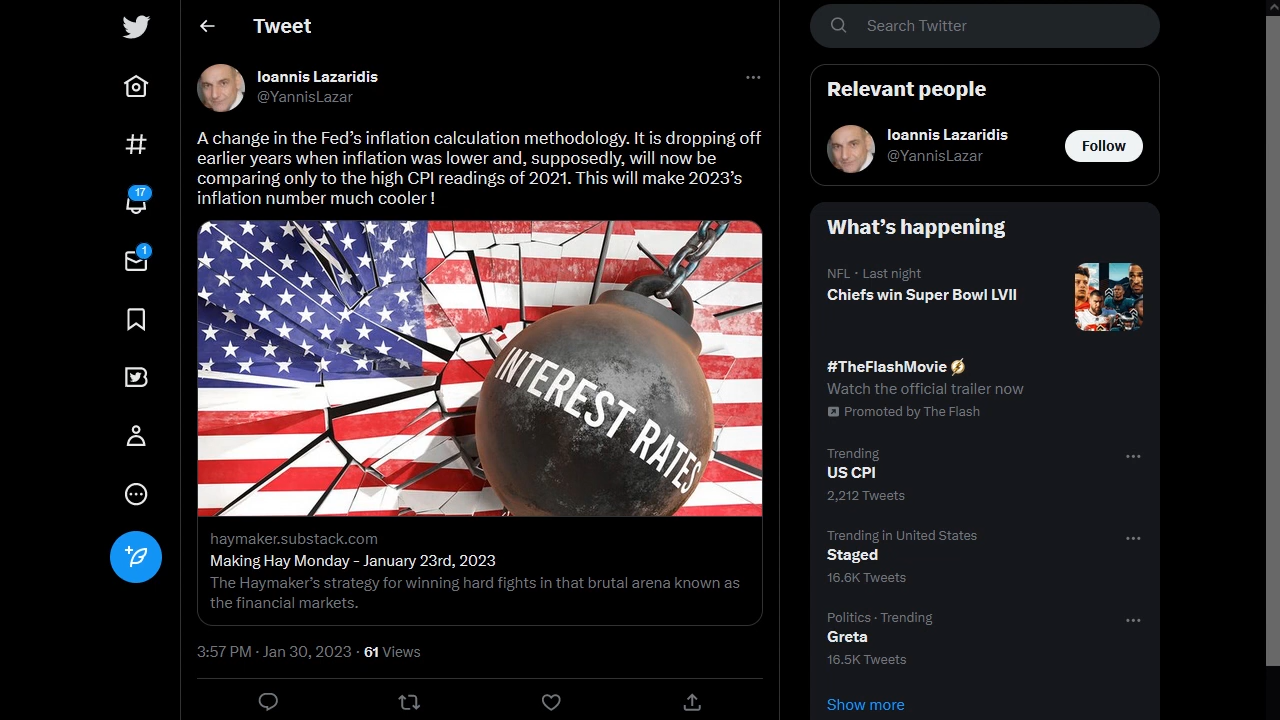 Tweet
Ioannis Lazaridis
@YannisLazar
A change in the Fed’s inflation calculation methodology. It is dropping off
earlier years when inflation was lower and, supposedly, will now be
comparing only to the high CPI readings of 2021. This will make 2023’s
inflation number much cooler !
INTEREST RATES
haymaker.substack.com
Making Hay Monday - January 23rd, 2023
The Haymaker’s strategy for winning hard fights in that brutal arena known as
the financial markets.
3:57 PM · Jan 30, 2023 · 61 Views
17
1
Search Twitter
Relevant people
Ioannis Lazaridis
@YannisLazar
Follow
What’s happening
NFL · Last night
Chiefs win Super Bowl LVII
#TheFlashMovie
Watch the official trailer now
Promoted by The Flash
Trending
US CPI
2,212 Tweets
Trending in United States
Staged
16.6K Tweets
Politics · Trending
Greta
16.5K Tweets
Show more